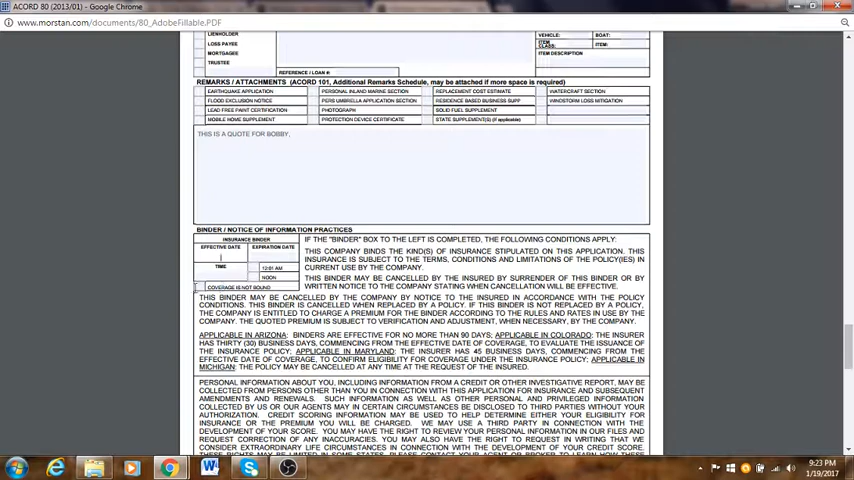 ACORD 80 (2013/01) - Google Chrome
www.morstan.com/documents/80_AdobeFillable.PDF
LIENHOLDER
LOSS PAYEE
MORTGAGEE
TRUSTEE
REFERENCE / LOAN #:
VEHICLE: BOAT:
ITEM CLASS: ITEM:
ITEM DESCRIPTION
REMARKS / ATTACHMENTS (ACORD 101, Additional Remarks Schedule, may be attached if more space is required)
EARTHQUAKE APPLICATION PERSONAL INLAND MARINE SECTION REPLACEMENT COST ESTIMATE WATERCRAFT SECTION
FLOOD EXCLUSION NOTICE PERS UMBRELLA APPLICATION SECTION RESIDENCE BASED BUSINESS SUPP WINDSTORM LOSS MITIGATION
LEAD FREE PAINT CERTIFICATION PHOTOGRAPH SOLID FUEL SUPPLEMENT
MOBILE HOME SUPPLEMENT PROTECTION DEVICE CERTIFICATE STATE SUPPLEMENT(S) (If applicable)
THIS IS A QUOTE FOR BOBBY,
BINDER / NOTICE OF INFORMATION PRACTICES
INSURANCE BINDER
EFFECTIVE DATE EXPIRATION DATE
TIME 12:01 AM
NOON
COVERAGE IS NOT BOUND
IF THE "BINDER" BOX TO THE LEFT IS COMPLETED, THE FOLLOWING CONDITIONS APPLY:
THIS COMPANY BINDS THE KIND(S) OF INSURANCE STIPULATED ON THIS APPLICATION. THIS
INSURANCE IS SUBJECT TO THE TERMS, CONDITIONS AND LIMITATIONS OF THE POLICY(IES) IN
CURRENT USE BY THE COMPANY.
THIS BINDER MAY BE CANCELLED BY THE INSURED BY SURRENDER OF THIS BINDER OR BY
WRITTEN NOTICE TO THE COMPANY STATING WHEN CANCELLATION WILL BE EFFECTIVE.
THIS BINDER MAY BE CANCELLED BY THE COMPANY BY NOTICE TO THE INSURED IN ACCORDANCE WITH THE POLICY
CONDITIONS. THIS BINDER IS CANCELLED WHEN REPLACED BY A POLICY. IF THIS BINDER IS NOT REPLACED BY A POLICY,
THE COMPANY IS ENTITLED TO CHARGE A PREMIUM FOR THE BINDER ACCORDING TO THE RULES AND RATES IN USE BY THE
COMPANY. THE QUOTED PREMIUM IS SUBJECT TO VERIFICATION AND ADJUSTMENT, WHEN NECESSARY, BY THE COMPANY.
APPLICABLE IN ARIZONA: BINDERS ARE EFFECTIVE FOR NO MORE THAN 90 DAYS; APPLICABLE IN COLORADO: THE INSURER
HAS THIRTY (30) BUSINESS DAYS, COMMENCING FROM THE EFFECTIVE DATE OF COVERAGE, TO EVALUATE THE ISSUANCE OF
THE INSURANCE POLICY; APPLICABLE IN MARYLAND: THE INSURER HAS 45 BUSINESS DAYS, COMMENCING FROM THE
EFFECTIVE DATE OF COVERAGE, TO CONFIRM ELIGIBILITY FOR COVERAGE UNDER THE INSURANCE POLICY; APPLICABLE IN
MICHIGAN: THE POLICY MAY BE CANCELLED AT ANY TIME AT THE REQUEST OF THE INSURED.
PERSONAL INFORMATION ABOUT YOU, INCLUDING INFORMATION FROM A CREDIT OR OTHER INVESTIGATIVE REPORT, MAY BE
COLLECTED FROM PERSONS OTHER THAN YOU IN CONNECTION WITH THIS APPLICATION FOR INSURANCE AND SUBSEQUENT
AMENDMENTS AND RENEWALS. SUCH INFORMATION AS WELL AS OTHER PERSONAL AND PRIVILEGED INFORMATION
COLLECTED BY US OR OUR AGENTS MAY IN CERTAIN CIRCUMSTANCES BE DISCLOSED TO THIRD PARTIES WITHOUT YOUR
AUTHORIZATION. CREDIT SCORING INFORMATION MAY BE USED TO HELP DETERMINE EITHER YOUR ELIGIBILITY FOR
INSURANCE OR THE PREMIUM YOU WILL BE CHARGED. WE MAY USE A THIRD PARTY IN CONNECTION WITH THE
DEVELOPMENT OF YOUR SCORE. YOU MAY HAVE THE RIGHT TO REVIEW YOUR PERSONAL INFORMATION IN OUR FILES AND
REQUEST CORRECTION OF ANY INACCURACIES. YOU MAY ALSO HAVE THE RIGHT TO REQUEST IN WRITING THAT WE
CONSIDER EXTRAORDINARY LIFE CIRCUMSTANCES IN CONNECTION WITH THE DEVELOPMENT OF YOUR CREDIT SCORE.
9:23 PM
1/19/2017